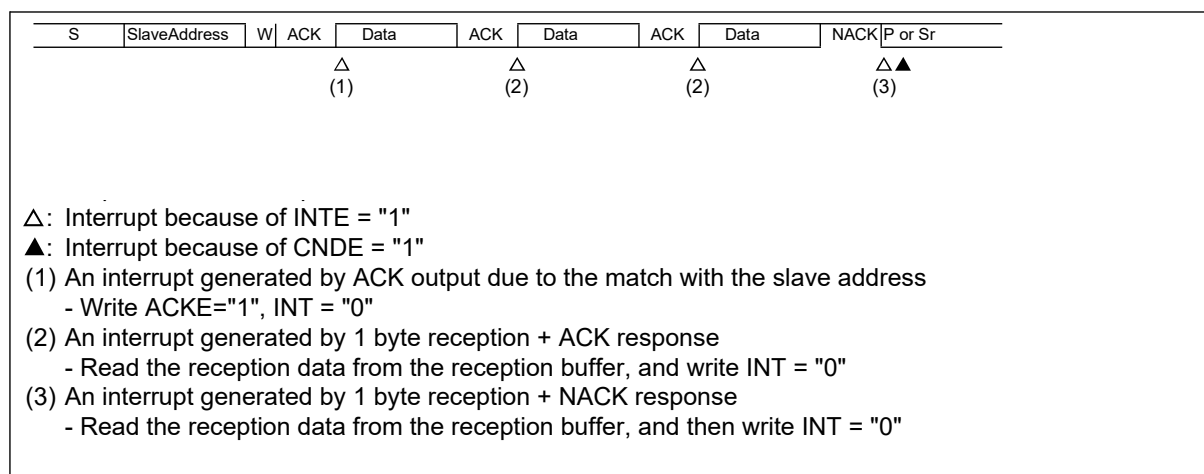 S SlaveAddress W ACK Data ACK Data ACK Data NACK P or Sr
△ △ △ △▲
(1) (2) (2) (3)
△: Interrupt because of INTE = "1"
▲: Interrupt because of CNDE = "1"
(1) An interrupt generated by ACK output due to the match with the slave address
- Write ACKE="1", INT = "0"
(2) An interrupt generated by 1 byte reception + ACK response
- Read the reception data from the reception buffer, and write INT = "0"
(3) An interrupt generated by 1 byte reception + NACK response
- Read the reception data from the reception buffer, and then write INT = "0"